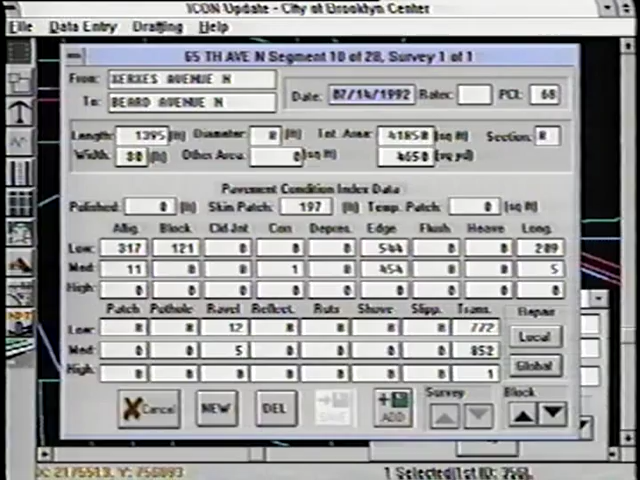 ICON Update - City of Brooklyn Center
File Data Entry Drafting Help
65 TH AVE N Segment 10 of 28, Survey 1 of 1
From: XERXES AVENUE N
To: BEARD AVENUE N
Date: 07/14/1992 Rater: PCI: 68
Length: 1395 (ft) Diameter: 0 (ft) Tot. Area: 41850 (sq ft) Section: R
Width: 30 (ft) Other Area: 0 (sq ft) 4650 (sq yd)
Pavement Condition Index Data
Polished: 0 (ft) Skin Patch: 197 (ft) Temp. Patch: 0 (sq ft)
Allig. Block Cld Jnt Con Depres. Edge Flush Heave Long.
Low: 317 121 0 0 0 544 0 0 289
Med: 11 0 0 1 0 454 0 0 5
High: 0 0 0 0 0 0 0 0 0
Patch Pothole Ravel Reflect. Ruts Shove Slipp. Trans. Repair
Low: 0 0 12 0 0 0 0 772 Local
Med: 0 0 5 0 0 0 0 852
High: 0 0 0 0 0 0 0 1 Global
Cancel NEW DEL SAVE ADD Survey Block
1 Selected(1st ID: